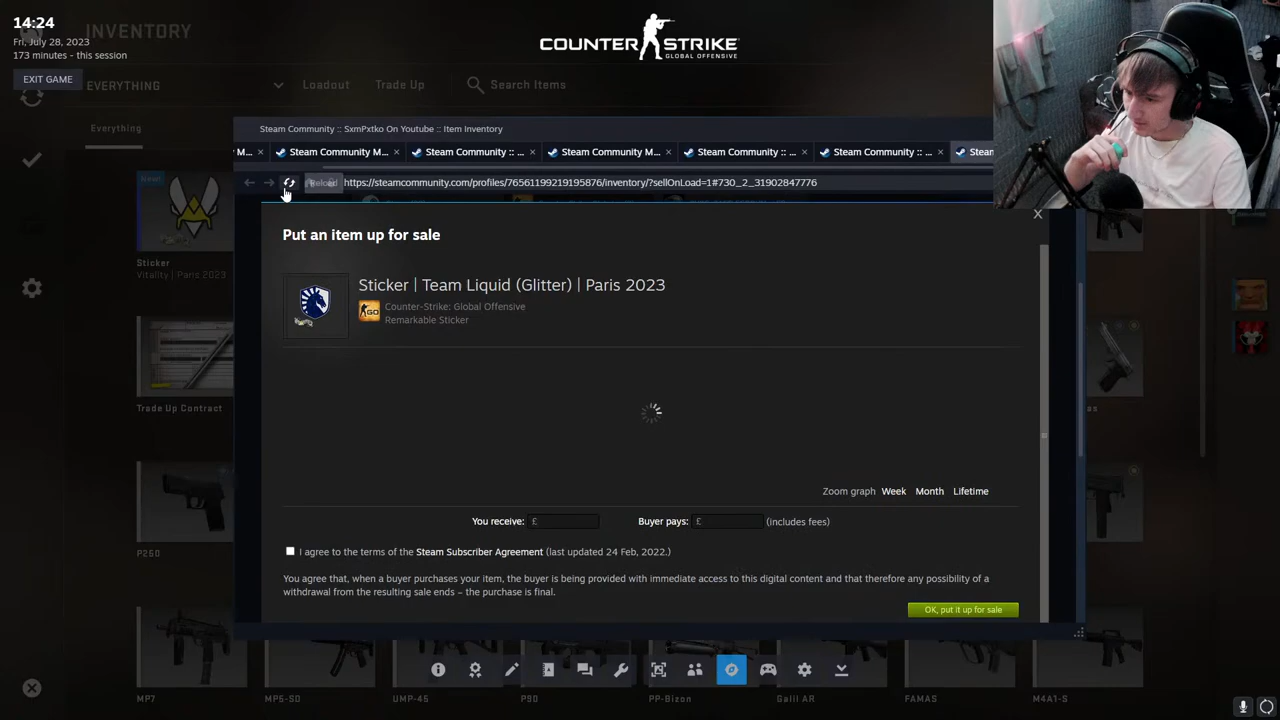 14:24
Fri, July 28, 2023
173 minutes - this session
EXIT GAME
INVENTORY
COUNTER STRIKE
GLOBAL OFFENSIVE
EVERYTHING
Loadout
Trade Up
Search Items
Everything
Steam Community :: SxmPxtko On Youtube :: Item Inventory
M...
Steam Community M...
Steam Community :: ...
Steam Community M...
Steam Community :: ...
Steam Community :: ...
Steam
Reload
https://steamcommunity.com/profiles/76561199219195876/inventory/?sellOnLoad=1#730_2_31902847776
New!
Sticker
Vitality | Paris 2023
Put an item up for sale
X
Sticker | Team Liquid (Glitter) | Paris 2023
GO
Counter-Strike: Global Offensive
Remarkable Sticker
Trade Up Contract
Zoom graph Week Month Lifetime
You receive: £
Buyer pays: £ (includes fees)
I agree to the terms of the Steam Subscriber Agreement (last updated 24 Feb, 2022.)
You agree that, when a buyer purchases your item, the buyer is being provided with immediate access to this digital content and that therefore any possibility of a
withdrawal from the resulting sale ends – the purchase is final.
OK, put it up for sale
P250
MP7
MP5-SD
UMP-45
P90
PP-Bizon
Galil AR
FAMAS
M4A1-S